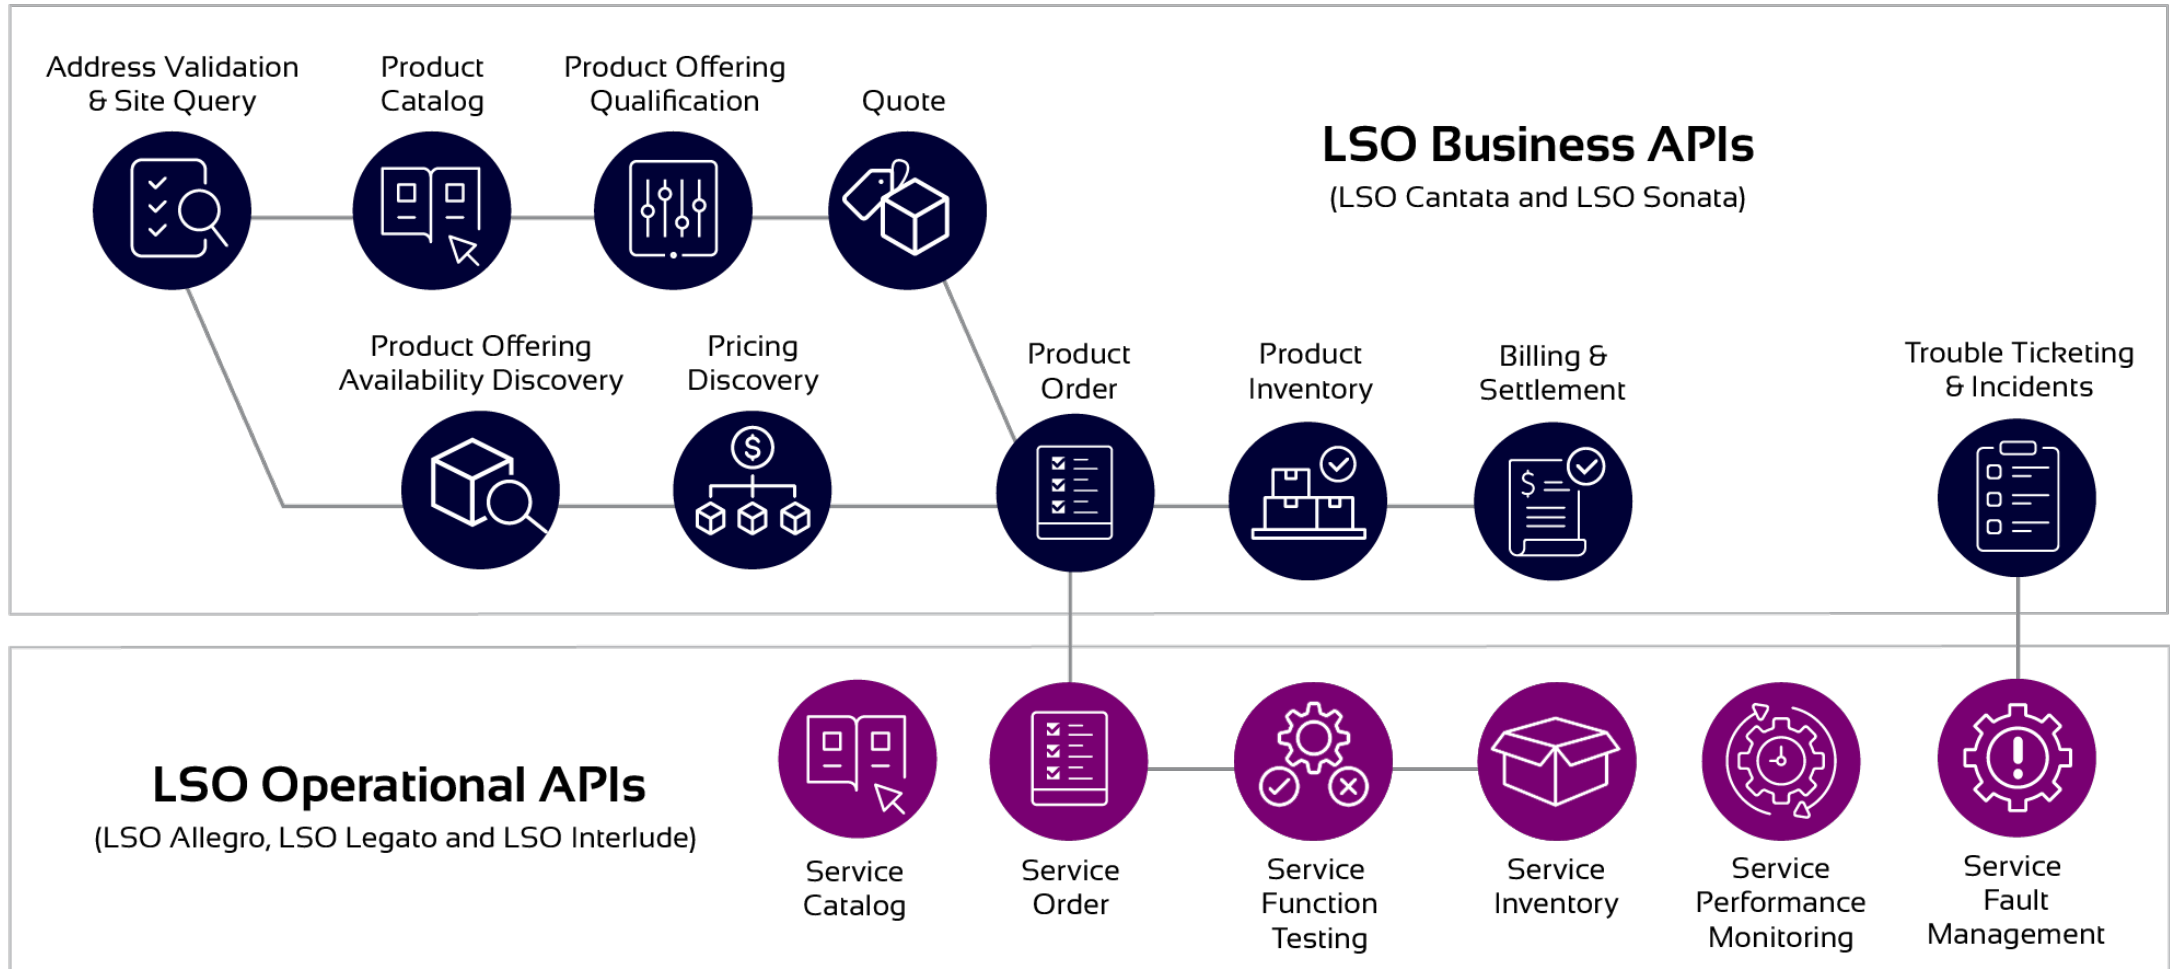 Address Validation
& Site Query
Product
Catalog
Product Offering
Qualification
Quote
LSO Business APIs
(LSO Cantata and LSO Sonata)
Product Offering
Availability Discovery
Pricing
Discovery
Product
Order
Product
Inventory
Billing &
Settlement
Trouble Ticketing
& Incidents
$
$
LSO Operational APIs
(LSO Allegro, LSO Legato and LSO Interlude)
Service
Catalog
Service
Order
Service
Function
Testing
Service
Inventory
Service
Performance
Monitoring
Service
Fault
Management